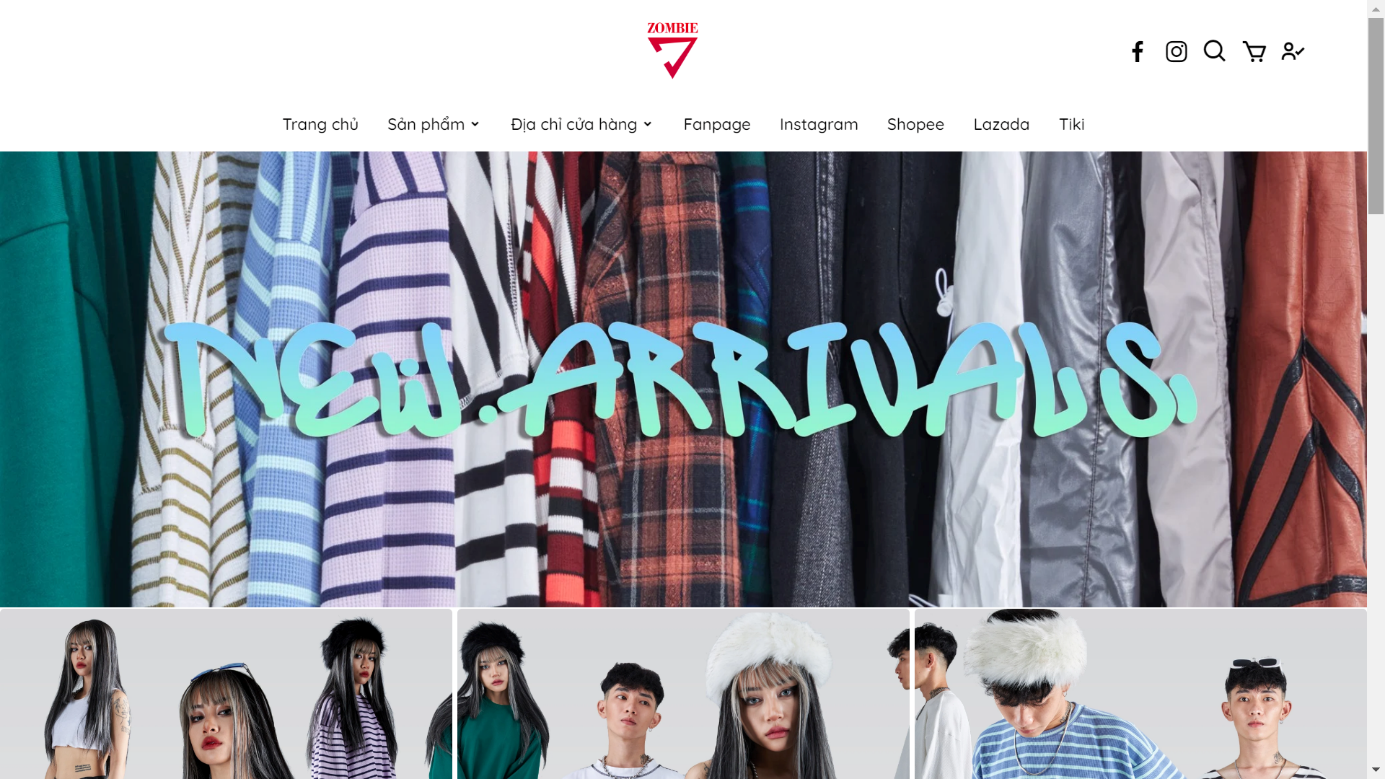 ZOMBIE
Trang chủ Sản phẩm Địa chỉ cửa hàng Fanpage Instagram Shopee Lazada Tiki
NEW.ARRIVALS.